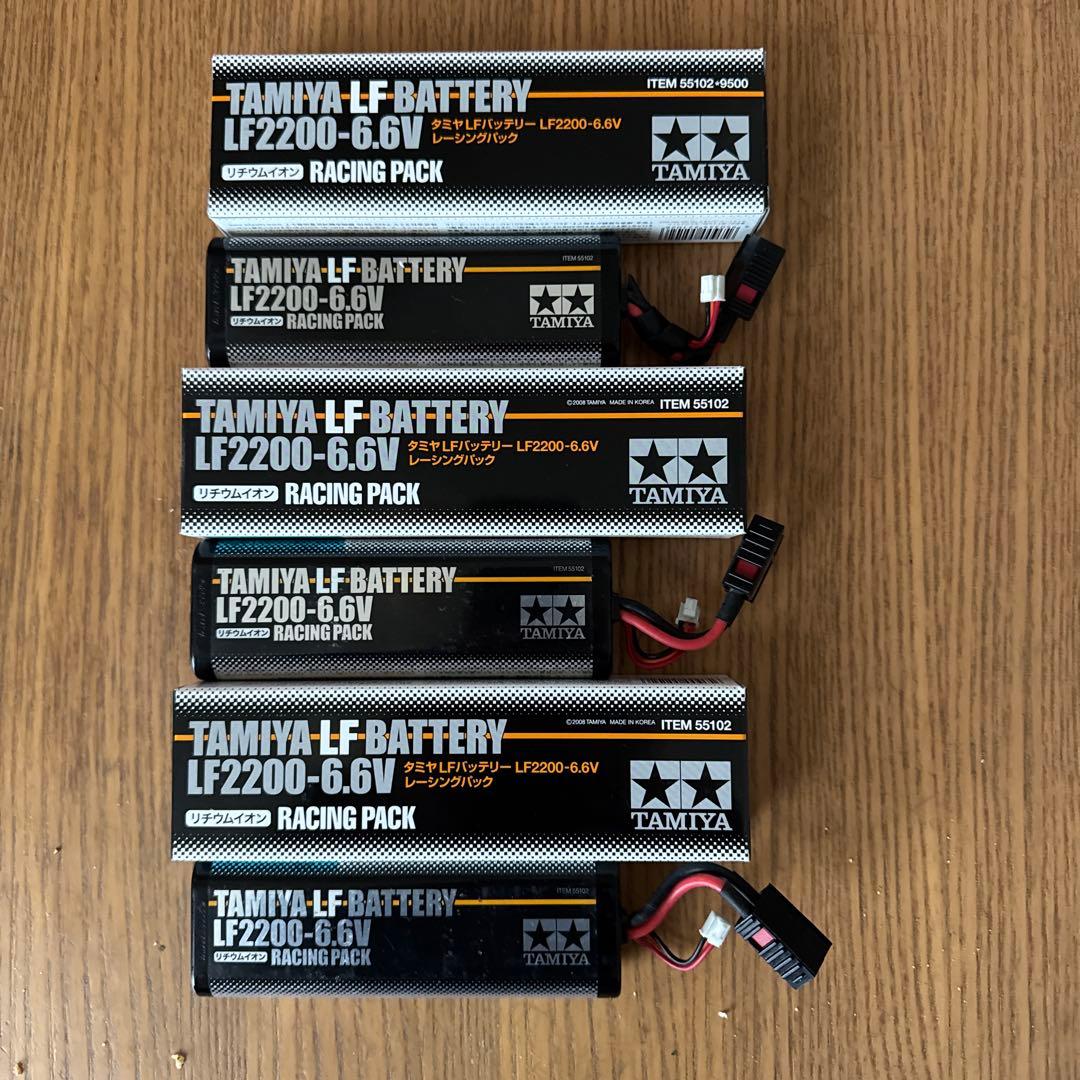 TAMIYA LF BATTERY
ITEM 55102*9500
LF2200-6.6V タミヤLFバッテリー LF2200-6.6V
レーシングパック
リチウムイオン RACING PACK
TAMIYA
TAMIYA LF BATTERY
ITEM 55102
LF2200-6.6V
リチウムイオン RACING PACK
TAMIYA
TAMIYA LF BATTERY
©2008 TAMIYA MADE IN KOREA ITEM 55102
LF2200-6.6V タミヤLFバッテリー LF2200-6.6V
レーシングパック
リチウムイオン RACING PACK
TAMIYA
TAMIYA LF BATTERY
ITEM 55102
LF2200-6.6V
リチウムイオン RACING PACK
TAMIYA
TAMIYA LF BATTERY
©2008 TAMIYA MADE IN KOREA ITEM 55102
LF2200-6.6V タミヤLFバッテリー LF2200-6.6V
レーシングパック
リチウムイオン RACING PACK
TAMIYA
TAMIYA LF BATTERY
ITEM 55102
LF2200-6.6V
リチウムイオン RACING PACK
TAMIYA